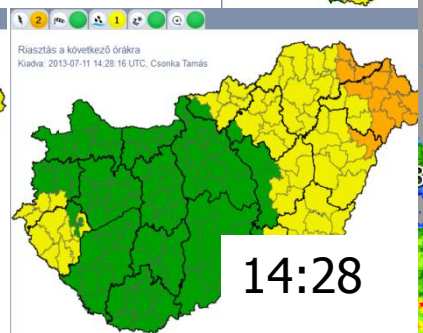 2 1
Riasztás a következő órákra
Kiadva: 2013-07-11 14:28:16 UTC, Csonka Tamás
14:28